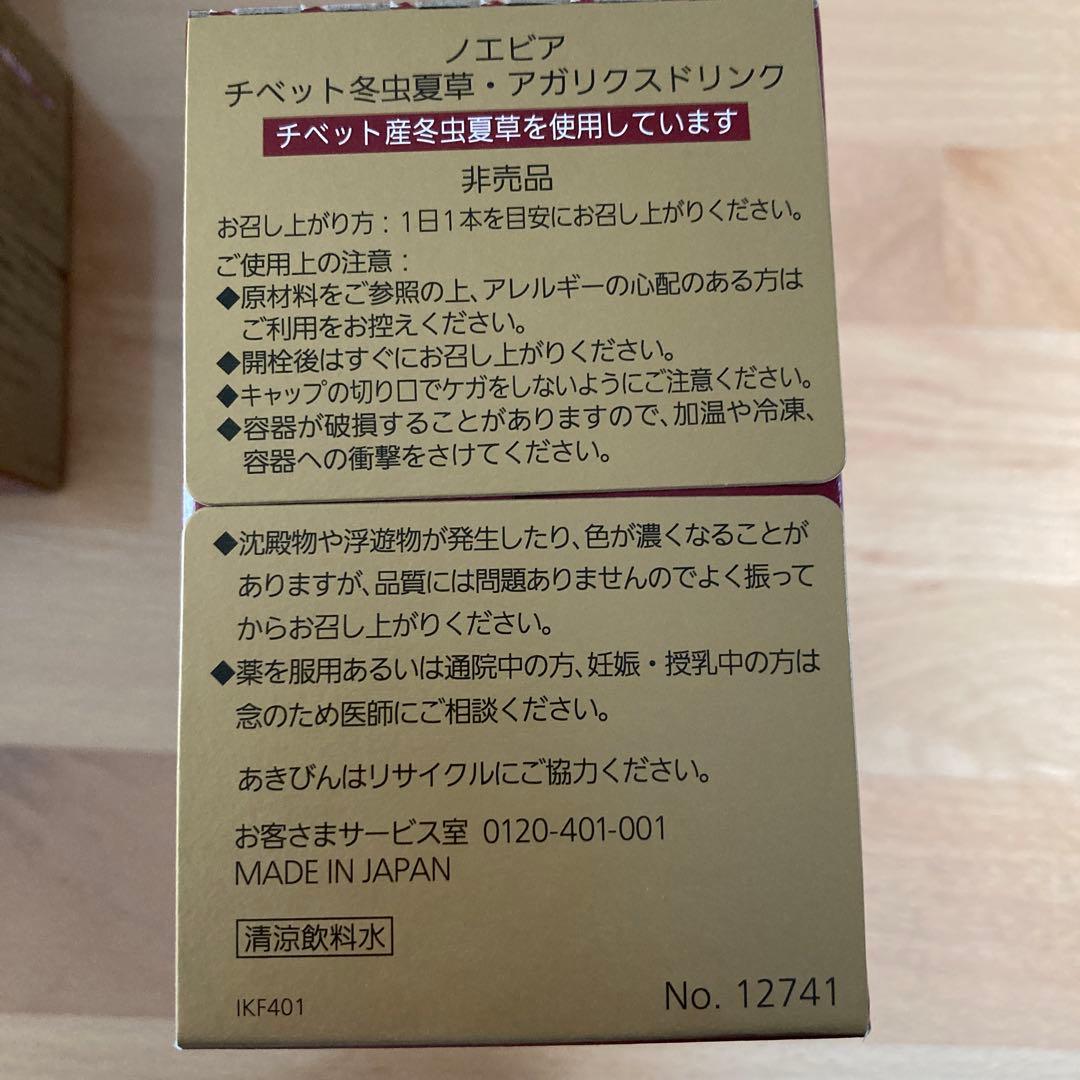 ノエビア
チベット冬虫夏草・アガリクスドリンク
チベット産冬虫夏草を使用しています
非売品
お召し上がり方：1日1本を目安にお召し上がりください。
ご使用上の注意：
◆原材料をご参照の上、アレルギーの心配のある方は
ご利用をお控えください。
◆開栓後はすぐにお召し上がりください。
◆キャップの切り口でケガをしないようにご注意ください。
◆容器が破損することがありますので、加温や冷凍、
容器への衝撃をさけてください。
◆沈殿物や浮遊物が発生したり、色が濃くなることが
ありますが、品質には問題ありませんのでよく振って
からお召し上がりください。
◆薬を服用あるいは通院中の方、妊娠・授乳中の方は
念のため医師にご相談ください。
あきびんはリサイクルにご協力ください。
お客さまサービス室 0120-401-001
MADE IN JAPAN
清涼飲料水
IKF401
No. 12741